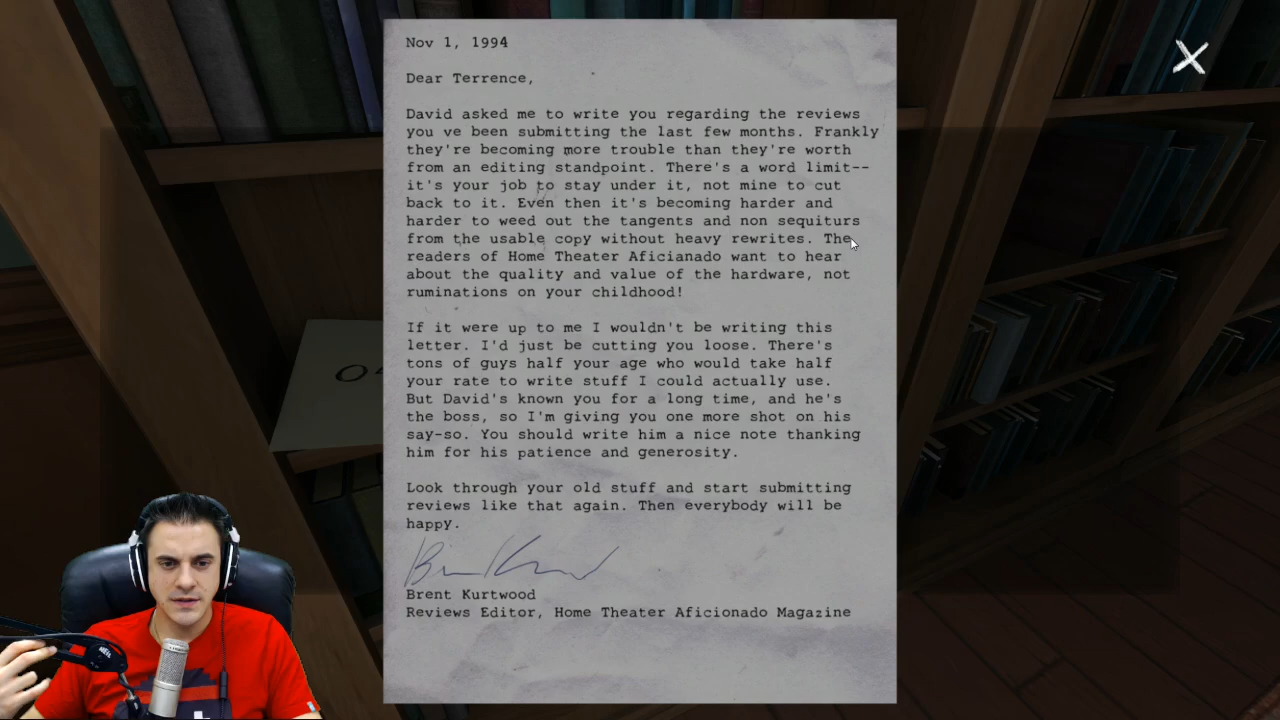 Nov 1, 1994
Dear Terrence,
David asked me to write you regarding the reviews
you ve been submitting the last few months. Frankly
they're becoming more trouble than they're worth
from an editing standpoint. There's a word limit--
it's your job to stay under it, not mine to cut
back to it. Even then it's becoming harder and
harder to weed out the tangents and non sequiturs
from the usable copy without heavy rewrites. The
readers of Home Theater Aficianado want to hear
about the quality and value of the hardware, not
ruminations on your childhood!
If it were up to me I wouldn't be writing this
letter. I'd just be cutting you loose. There's
tons of guys half your age who would take half
your rate to write stuff I could actually use.
But David's known you for a long time, and he's
the boss, so I'm giving you one more shot on his
say-so. You should write him a nice note thanking
him for his patience and generosity.
Look through your old stuff and start submitting
reviews like that again. Then everybody will be
happy.
Brent Kurtwood
Reviews Editor, Home Theater Aficionado Magazine